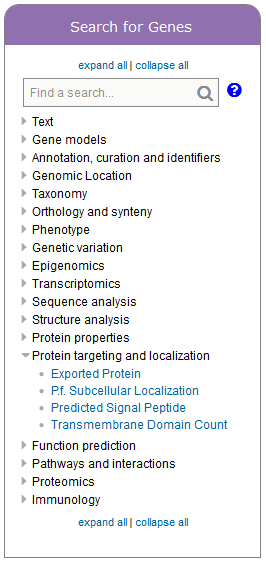 Search for Genes
expand all | collapse all
Find a search...
Text
Gene models
Annotation, curation and identifiers
Genomic Location
Taxonomy
Orthology and synteny
Phenotype
Genetic variation
Epigenomics
Transcriptomics
Sequence analysis
Structure analysis
Protein properties
Protein targeting and localization
Exported Protein
P.f. Subcellular Localization
Predicted Signal Peptide
Transmembrane Domain Count
Function prediction
Pathways and interactions
Proteomics
Immunology
expand all | collapse all